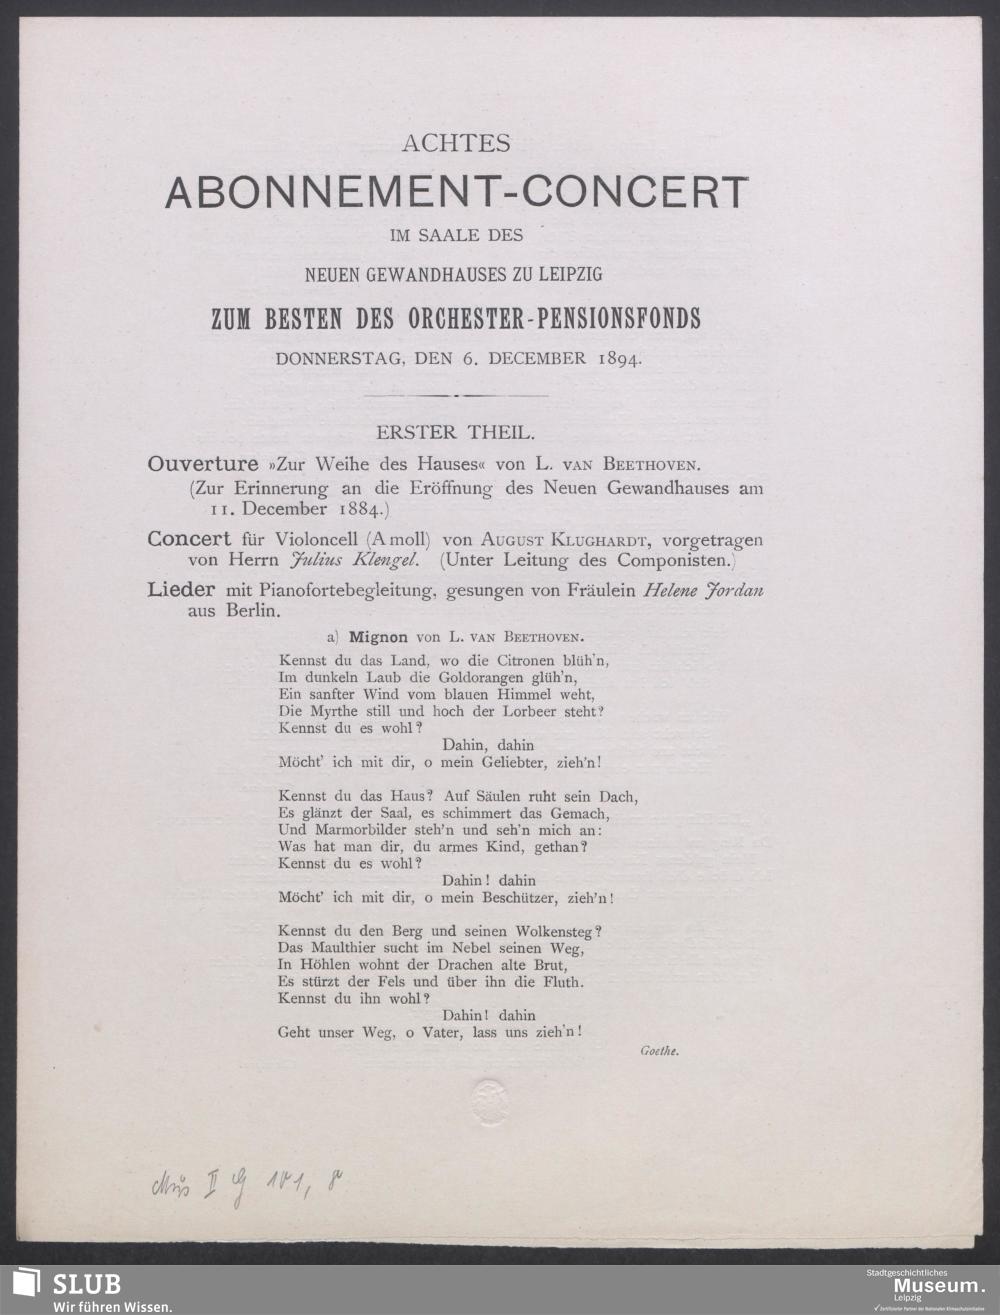 ACHTES
ABONNEMENT-CONCERT
IM SAALE DES
NEUEN GEWANDHAUSES ZU LEIPZIG
ZUM BESTEN DES ORCHESTER-PENSIONSFONDS
DONNERSTAG, DEN 6. DECEMBER 1894.
ERSTER THEIL.
Ouverture »Zur Weihe des Hauses« von L. VAN BEETHOVEN.
(Zur Erinnerung an die Eröffnung des Neuen Gewandhauses am
11. December 1884.)
Concert für Violoncell (A moll) von AUGUST KLUGHARDT, vorgetragen
von Herrn Julius Klengel. (Unter Leitung des Componisten.)
Lieder mit Pianofortebegleitung, gesungen von Fräulein Helene Jordan
aus Berlin.
a) Mignon von L. VAN BEETHOVEN.
Kennst du das Land, wo die Citronen blüh'n,
Im dunkeln Laub die Goldorangen glüh'n,
Ein sanfter Wind vom blauen Himmel weht,
Die Myrthe still und hoch der Lorbeer steht?
Kennst du es wohl?
Dahin, dahin
Möcht' ich mit dir, o mein Geliebter, zieh'n!
Kennst du das Haus? Auf Säulen ruht sein Dach,
Es glänzt der Saal, es schimmert das Gemach,
Und Marmorbilder steh'n und seh'n mich an:
Was hat man dir, du armes Kind, gethan?
Kennst du es wohl?
Dahin! dahin
Möcht' ich mit dir, o mein Beschützer, zieh'n!
Kennst du den Berg und seinen Wolkensteg?
Das Maulthier sucht im Nebel seinen Weg,
In Höhlen wohnt der Drachen alte Brut,
Es stürzt der Fels und über ihn die Fluth.
Kennst du ihn wohl?
Dahin! dahin
Geht unser Weg, o Vater, lass uns zieh'n!
Goethe.
Mus II G 101, 8
SLUB
Wir führen Wissen.
Stadtgeschichtliches
Museum.
Leipzig
Zertifizierter Partner der Nationalen Klimaschutzinitiative